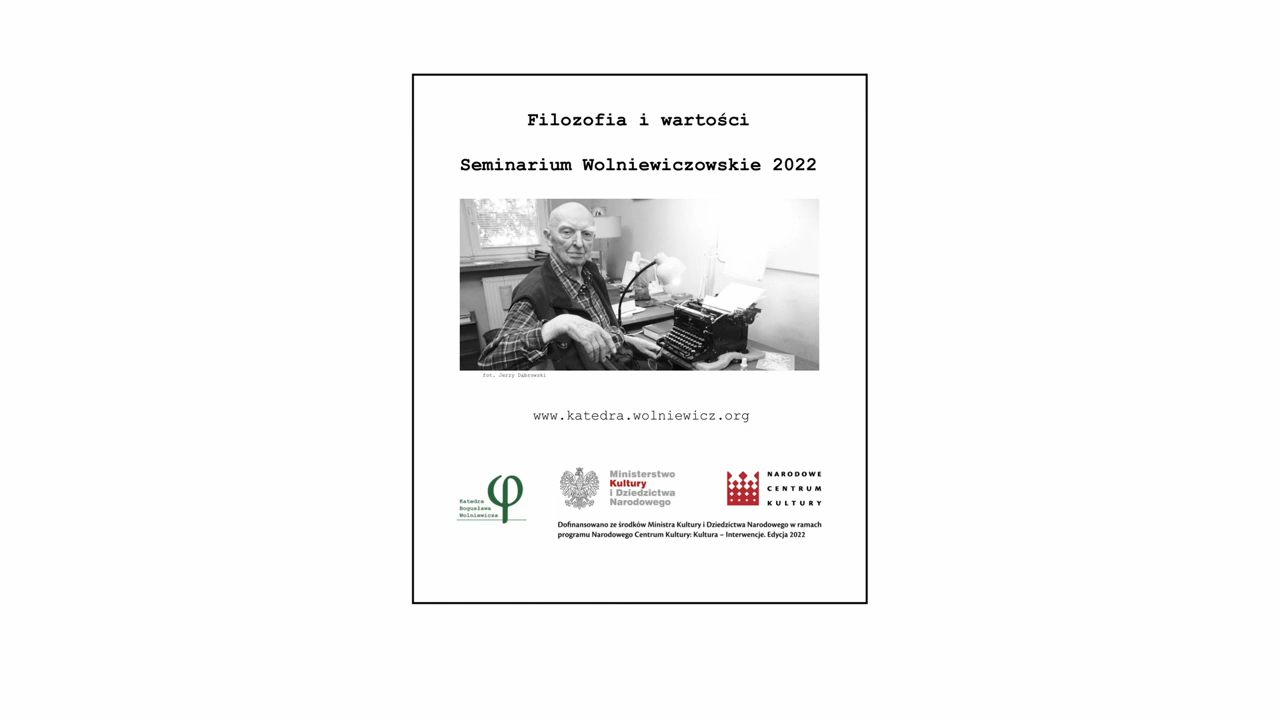 Filozofia i wartości
Seminarium Wolniewiczowskie 2022
fot. Jerzy Dąbrowski
www.katedra.wolniewicz.org
Katedra
Bogusława
Wolniewicza
Ministerstwo
Kultury
i Dziedzictwa
Narodowego
NARODOWE
CENTRUM
KULTURY
Dofinansowano ze środków Ministra Kultury i Dziedzictwa Narodowego w ramach
programu Narodowego Centrum Kultury: Kultura – Interwencje. Edycja 2022